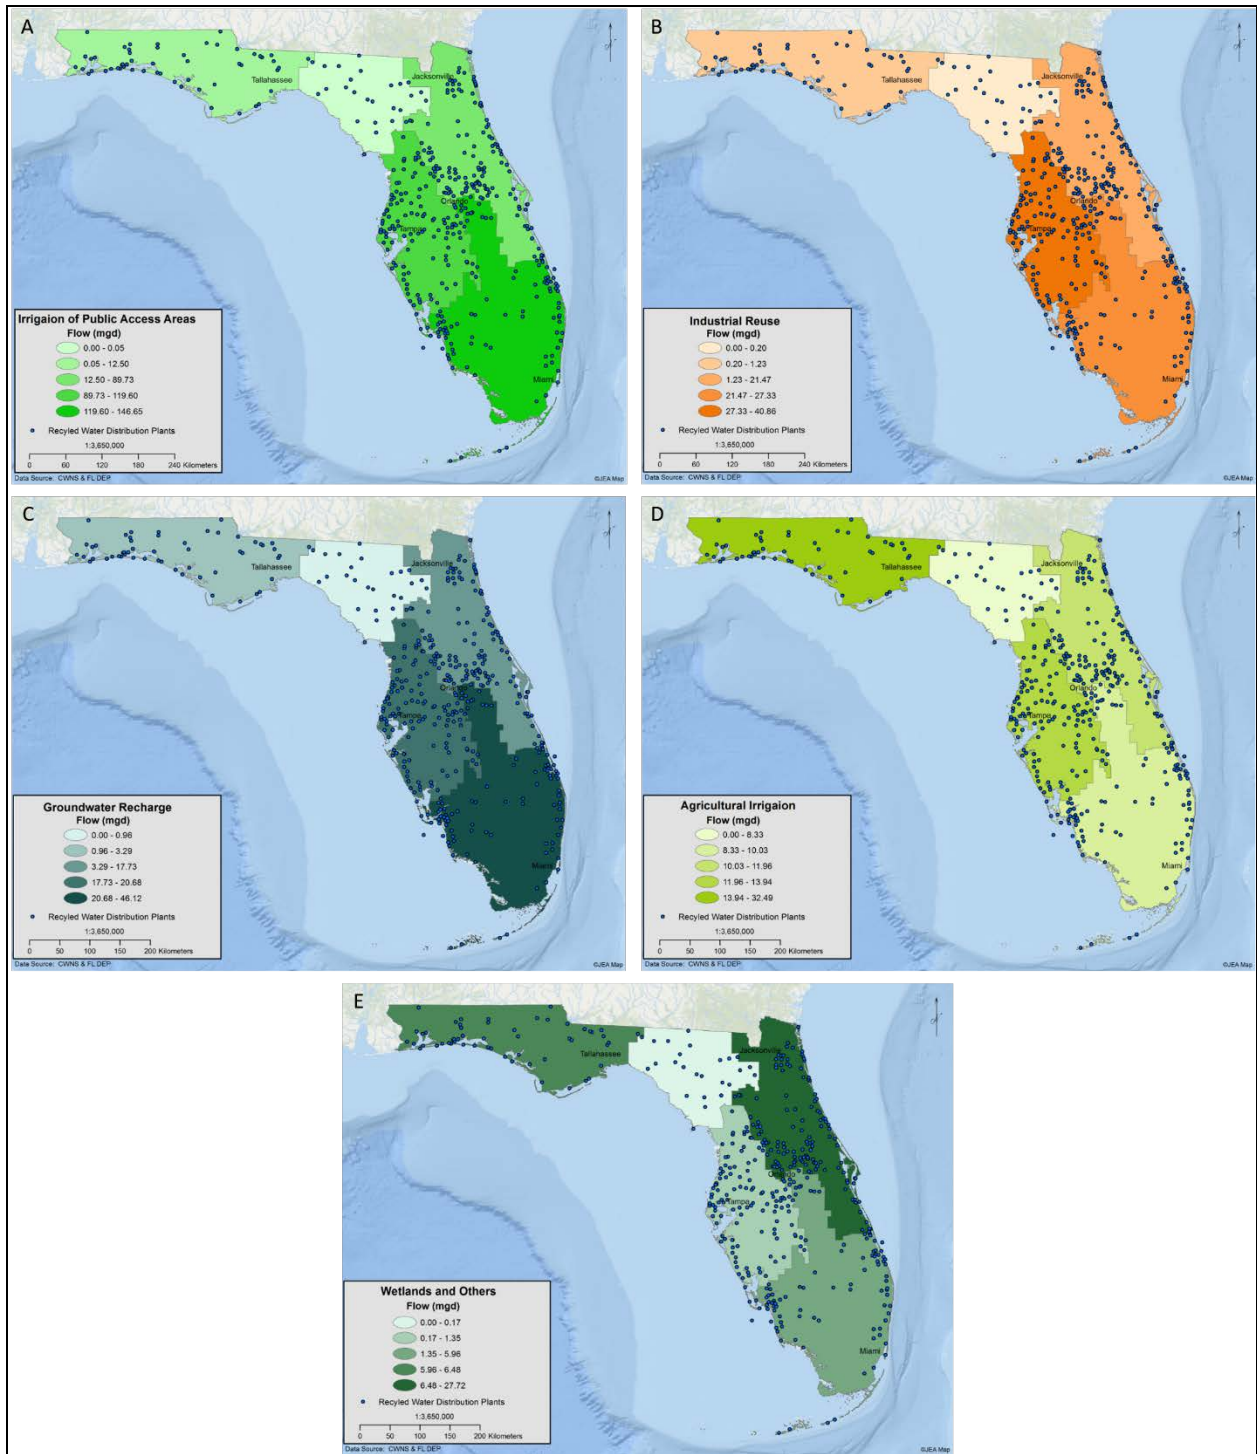 A
Tallahassee
Jacksonville
Orlando
Tampa
Miami
Irrigaion of Public Access Areas
Flow (mgd)
0.00 - 0.05
0.05 - 12.50
12.50 - 89.73
89.73 - 119.60
119.60 - 146.65
Recyled Water Distribution Plants
1:3,650,000
0 60 120 180 240 Kilometers
Data Source: CWNS & FL DEP
©JEA Map
B
Tallahassee
Jacksonville
Orlando
Tampa
Miami
Industrial Reuse
Flow (mgd)
0.00 - 0.20
0.20 - 1.23
1.23 - 21.47
21.47 - 27.33
27.33 - 40.86
Recyled Water Distribution Plants
1:3,650,000
0 60 120 180 240 Kilometers
Data Source: CWNS & FL DEP
©JEA Map
C
Tallahassee
Jacksonville
Orlando
Tampa
Miami
Groundwater Recharge
Flow (mgd)
0.00 - 0.96
0.96 - 3.29
3.29 - 17.73
17.73 - 20.68
20.68 - 46.12
Recyled Water Distribution Plants
1:3,650,000
0 50 100 150 200 Kilometers
Data Source: CWNS & FL DEP
©JEA Map
D
Tallahassee
Jacksonville
Orlando
Tampa
Miami
Agricultural Irrigaion
Flow (mgd)
0.00 - 8.33
8.33 - 10.03
10.03 - 11.96
11.96 - 13.94
13.94 - 32.49
Recyled Water Distribution Plants
1:3,650,000
0 50 100 150 200 Kilometers
Data Source: CWNS & FL DEP
©JEA Map
E
Tallahassee
Jacksonville
Orlando
Tampa
Miami
Wetlands and Others
Flow (mgd)
0.00 - 0.17
0.17 - 1.35
1.35 - 5.96
5.96 - 6.48
6.48 - 27.72
Recyled Water Distribution Plants
1:3,650,000
0 50 100 150 200 Kilometers
Data Source: CWNS & FL DEP
©JEA Map